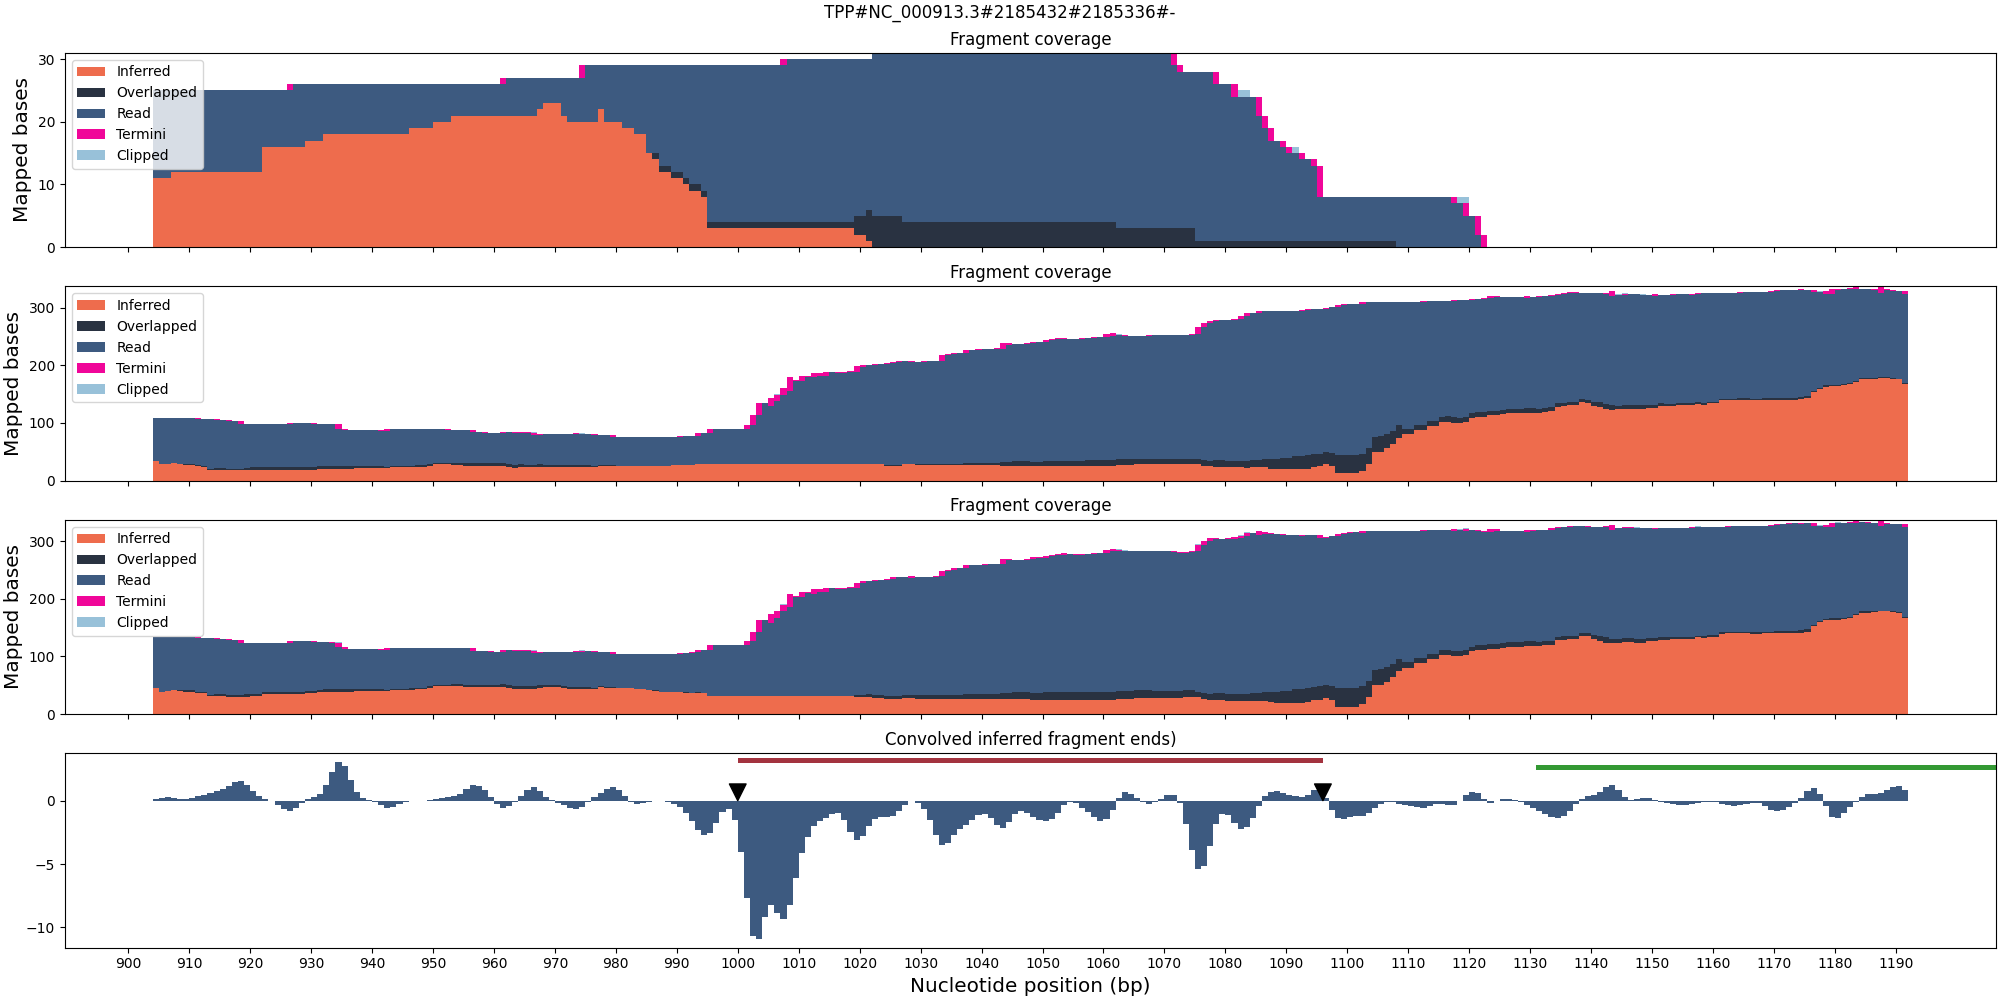 TPP#NC_000913.3#2185432#2185336#-
Fragment coverage
Mapped bases
30
20
10
0
Inferred
Overlapped
Read
Termini
Clipped
Fragment coverage
Mapped bases
300
200
100
0
Inferred
Overlapped
Read
Termini
Clipped
Fragment coverage
Mapped bases
300
200
100
0
Inferred
Overlapped
Read
Termini
Clipped
Convolved inferred fragment ends)
0
−5
−10
900 910 920 930 940 950 960 970 980 990 1000 1010 1020 1030 1040 1050 1060 1070 1080 1090 1100 1110 1120 1130 1140 1150 1160 1170 1180 1190
Nucleotide position (bp)